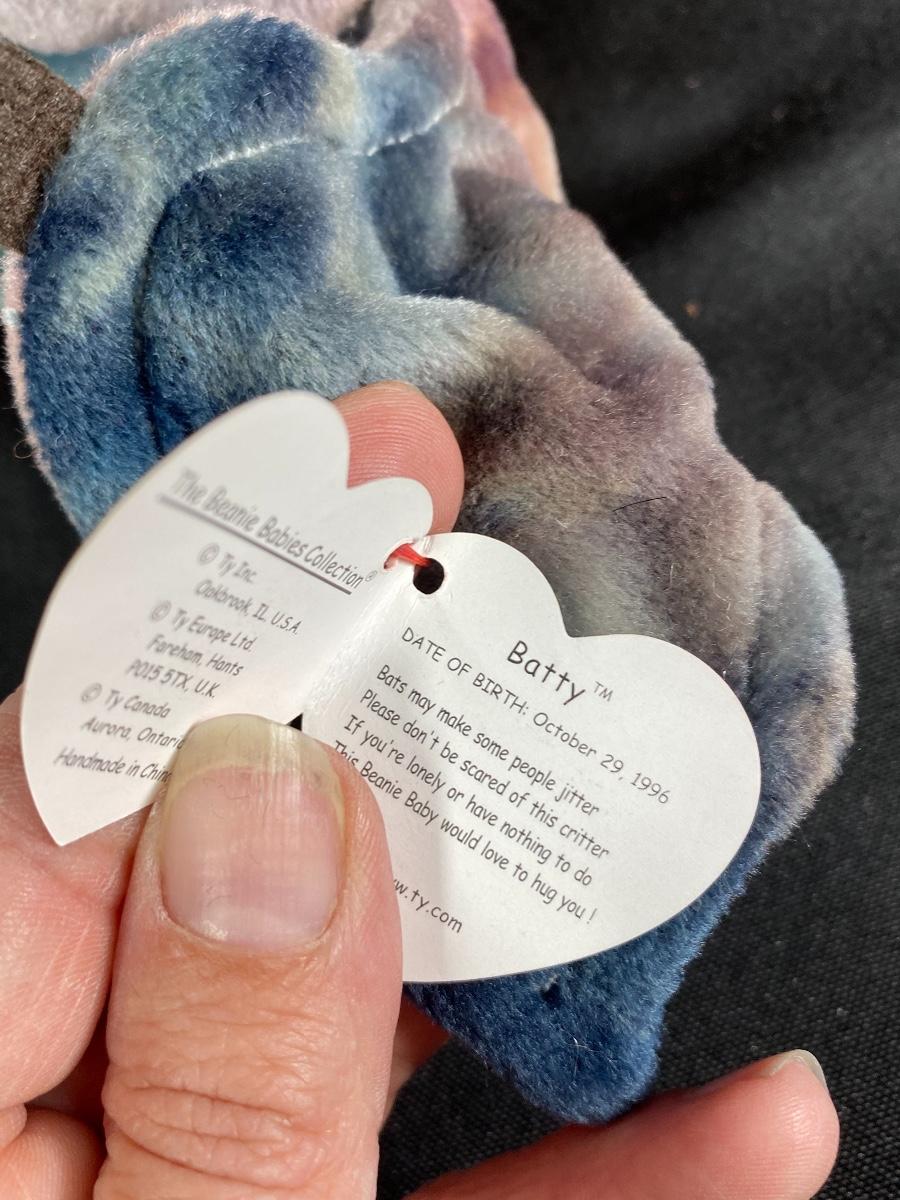 The Beanie Babies Collection®
© Ty Inc.
Oakbrook, IL. U.S.A.
© Ty Europe Ltd.
Fareham, Hants
PO15 5TX, U.K.
© Ty Canada
Aurora, Ontario
Handmade in
Batty™
DATE OF BIRTH: October 29, 1996
Bats may make some people jitter
Please don't be scared of this critter
If you're lonely or have nothing to do
This Beanie Baby would love to hug you !
w.ty.com